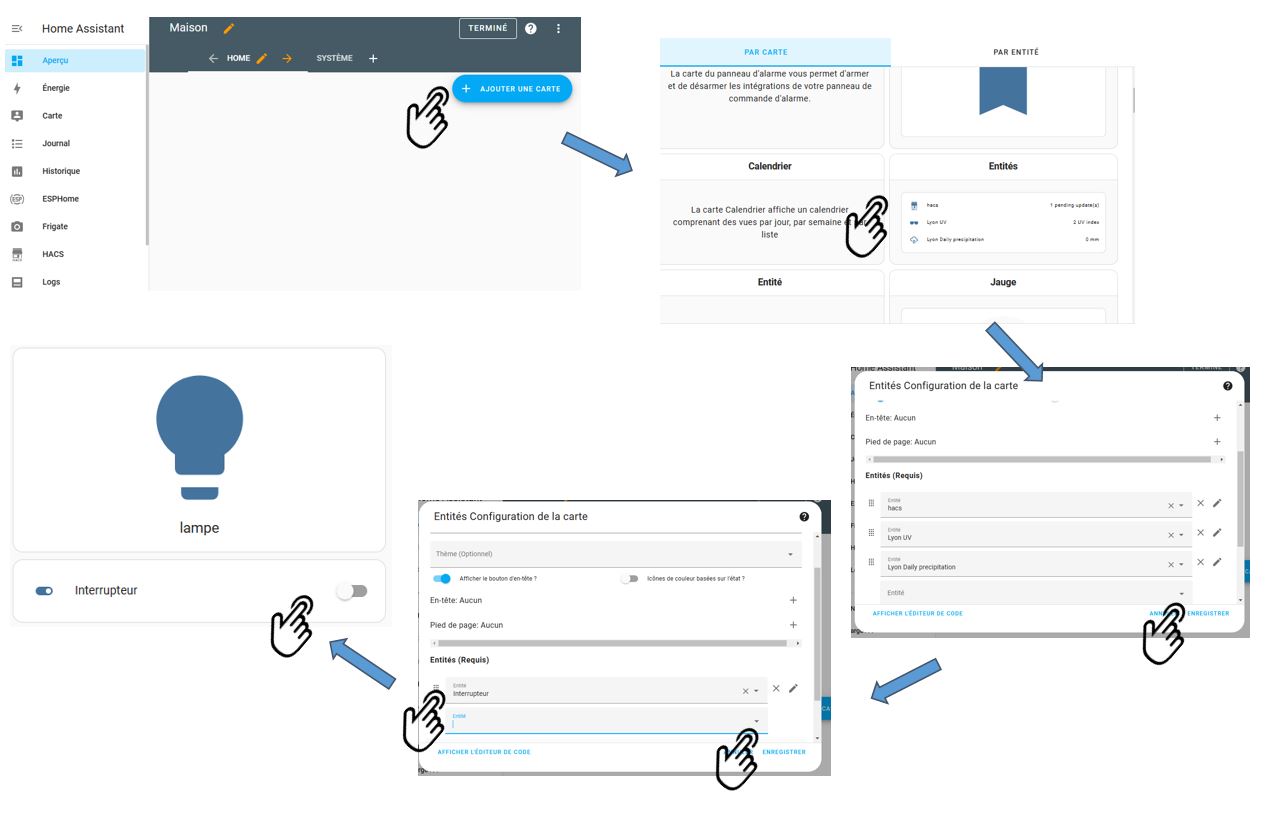 Home Assistant
Aperçu
Énergie
Carte
Journal
Historique
ESPHome
Frigate
HACS
Logs
Maison
TERMINÉ
HOME
SYSTÈME
AJOUTER UNE CARTE
PAR CARTE
PAR ENTITÉ
La carte du panneau d'alarme vous permet d'armer
et de désarmer les intégrations de votre panneau de
commande d'alarme.
Calendrier
La carte Calendrier affiche un calendrier
comprenant des vues par jour, par semaine et par
liste
Entités
hacs 1 pending update(s)
Lyon UV 2 UV index
Lyon Daily precipitation 0 mm
Entité
Jauge
Home Assistant
Maison
TERMINÉ
Entités Configuration de la carte
En-tête: Aucun
Pied de page: Aucun
Entités (Requis)
Entité
hacs
Entité
Lyon UV
Entité
Lyon Daily precipitation
Entité
AFFICHER L'ÉDITEUR DE CODE
ENREGISTRER
Entités Configuration de la carte
Thème (Optionnel)
Afficher le bouton d'en-tête ?
Icônes de couleur basées sur l'état ?
En-tête: Aucun
Pied de page: Aucun
Entités (Requis)
Entité
Interrupteur
Entité
AFFICHER L'ÉDITEUR DE CODE
ENREGISTRER
lampe
Interrupteur